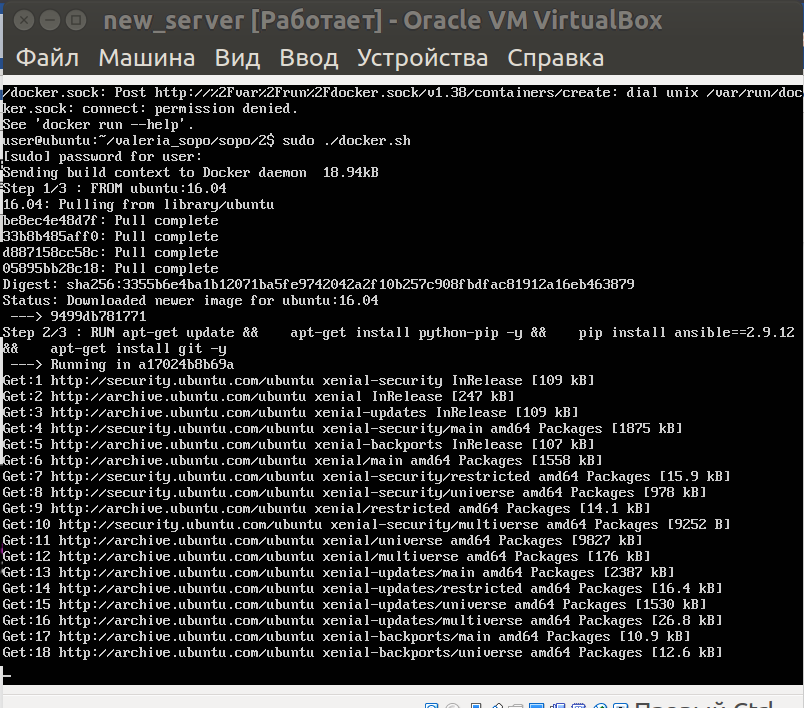 new_server [Работает] - Oracle VM VirtualBox
Файл Машина Вид Ввод Устройства Справка
/docker.sock: Post http://%2Fvar%2Frun%2Fdocker.sock/v1.38/containers/create: dial unix /var/run/doc
ker.sock: connect: permission denied.
See 'docker run --help'.
user@ubuntu:~/valeria_sopo/sopo/2$ sudo ./docker.sh
[sudo] password for user:
Sending build context to Docker daemon  18.94kB
Step 1/3 : FROM ubuntu:16.04
16.04: Pulling from library/ubuntu
be8ec4e48d7f: Pull complete
33b8b485aff0: Pull complete
d887158cc58c: Pull complete
05895bb28c18: Pull complete
Digest: sha256:3355b6e4ba1b12071ba5fe9742042a2f10b257c908fbdfac81912a16eb463879
Status: Downloaded newer image for ubuntu:16.04
 ---> 9499db781771
Step 2/3 : RUN apt-get update &&    apt-get install python-pip -y &&    pip install ansible==2.9.12
&&    apt-get install git -y
 ---> Running in a17024b8b69a
Get:1 http://security.ubuntu.com/ubuntu xenial-security InRelease [109 kB]
Get:2 http://archive.ubuntu.com/ubuntu xenial InRelease [247 kB]
Get:3 http://archive.ubuntu.com/ubuntu xenial-updates InRelease [109 kB]
Get:4 http://security.ubuntu.com/ubuntu xenial-security/main amd64 Packages [1875 kB]
Get:5 http://archive.ubuntu.com/ubuntu xenial-backports InRelease [107 kB]
Get:6 http://archive.ubuntu.com/ubuntu xenial/main amd64 Packages [1558 kB]
Get:7 http://security.ubuntu.com/ubuntu xenial-security/restricted amd64 Packages [15.9 kB]
Get:8 http://security.ubuntu.com/ubuntu xenial-security/universe amd64 Packages [978 kB]
Get:9 http://archive.ubuntu.com/ubuntu xenial/restricted amd64 Packages [14.1 kB]
Get:10 http://security.ubuntu.com/ubuntu xenial-security/multiverse amd64 Packages [9252 B]
Get:11 http://archive.ubuntu.com/ubuntu xenial/universe amd64 Packages [9827 kB]
Get:12 http://archive.ubuntu.com/ubuntu xenial/multiverse amd64 Packages [176 kB]
Get:13 http://archive.ubuntu.com/ubuntu xenial-updates/main amd64 Packages [2387 kB]
Get:14 http://archive.ubuntu.com/ubuntu xenial-updates/restricted amd64 Packages [16.4 kB]
Get:15 http://archive.ubuntu.com/ubuntu xenial-updates/universe amd64 Packages [1530 kB]
Get:16 http://archive.ubuntu.com/ubuntu xenial-updates/multiverse amd64 Packages [26.8 kB]
Get:17 http://archive.ubuntu.com/ubuntu xenial-backports/main amd64 Packages [10.9 kB]
Get:18 http://archive.ubuntu.com/ubuntu xenial-backports/universe amd64 Packages [12.6 kB]